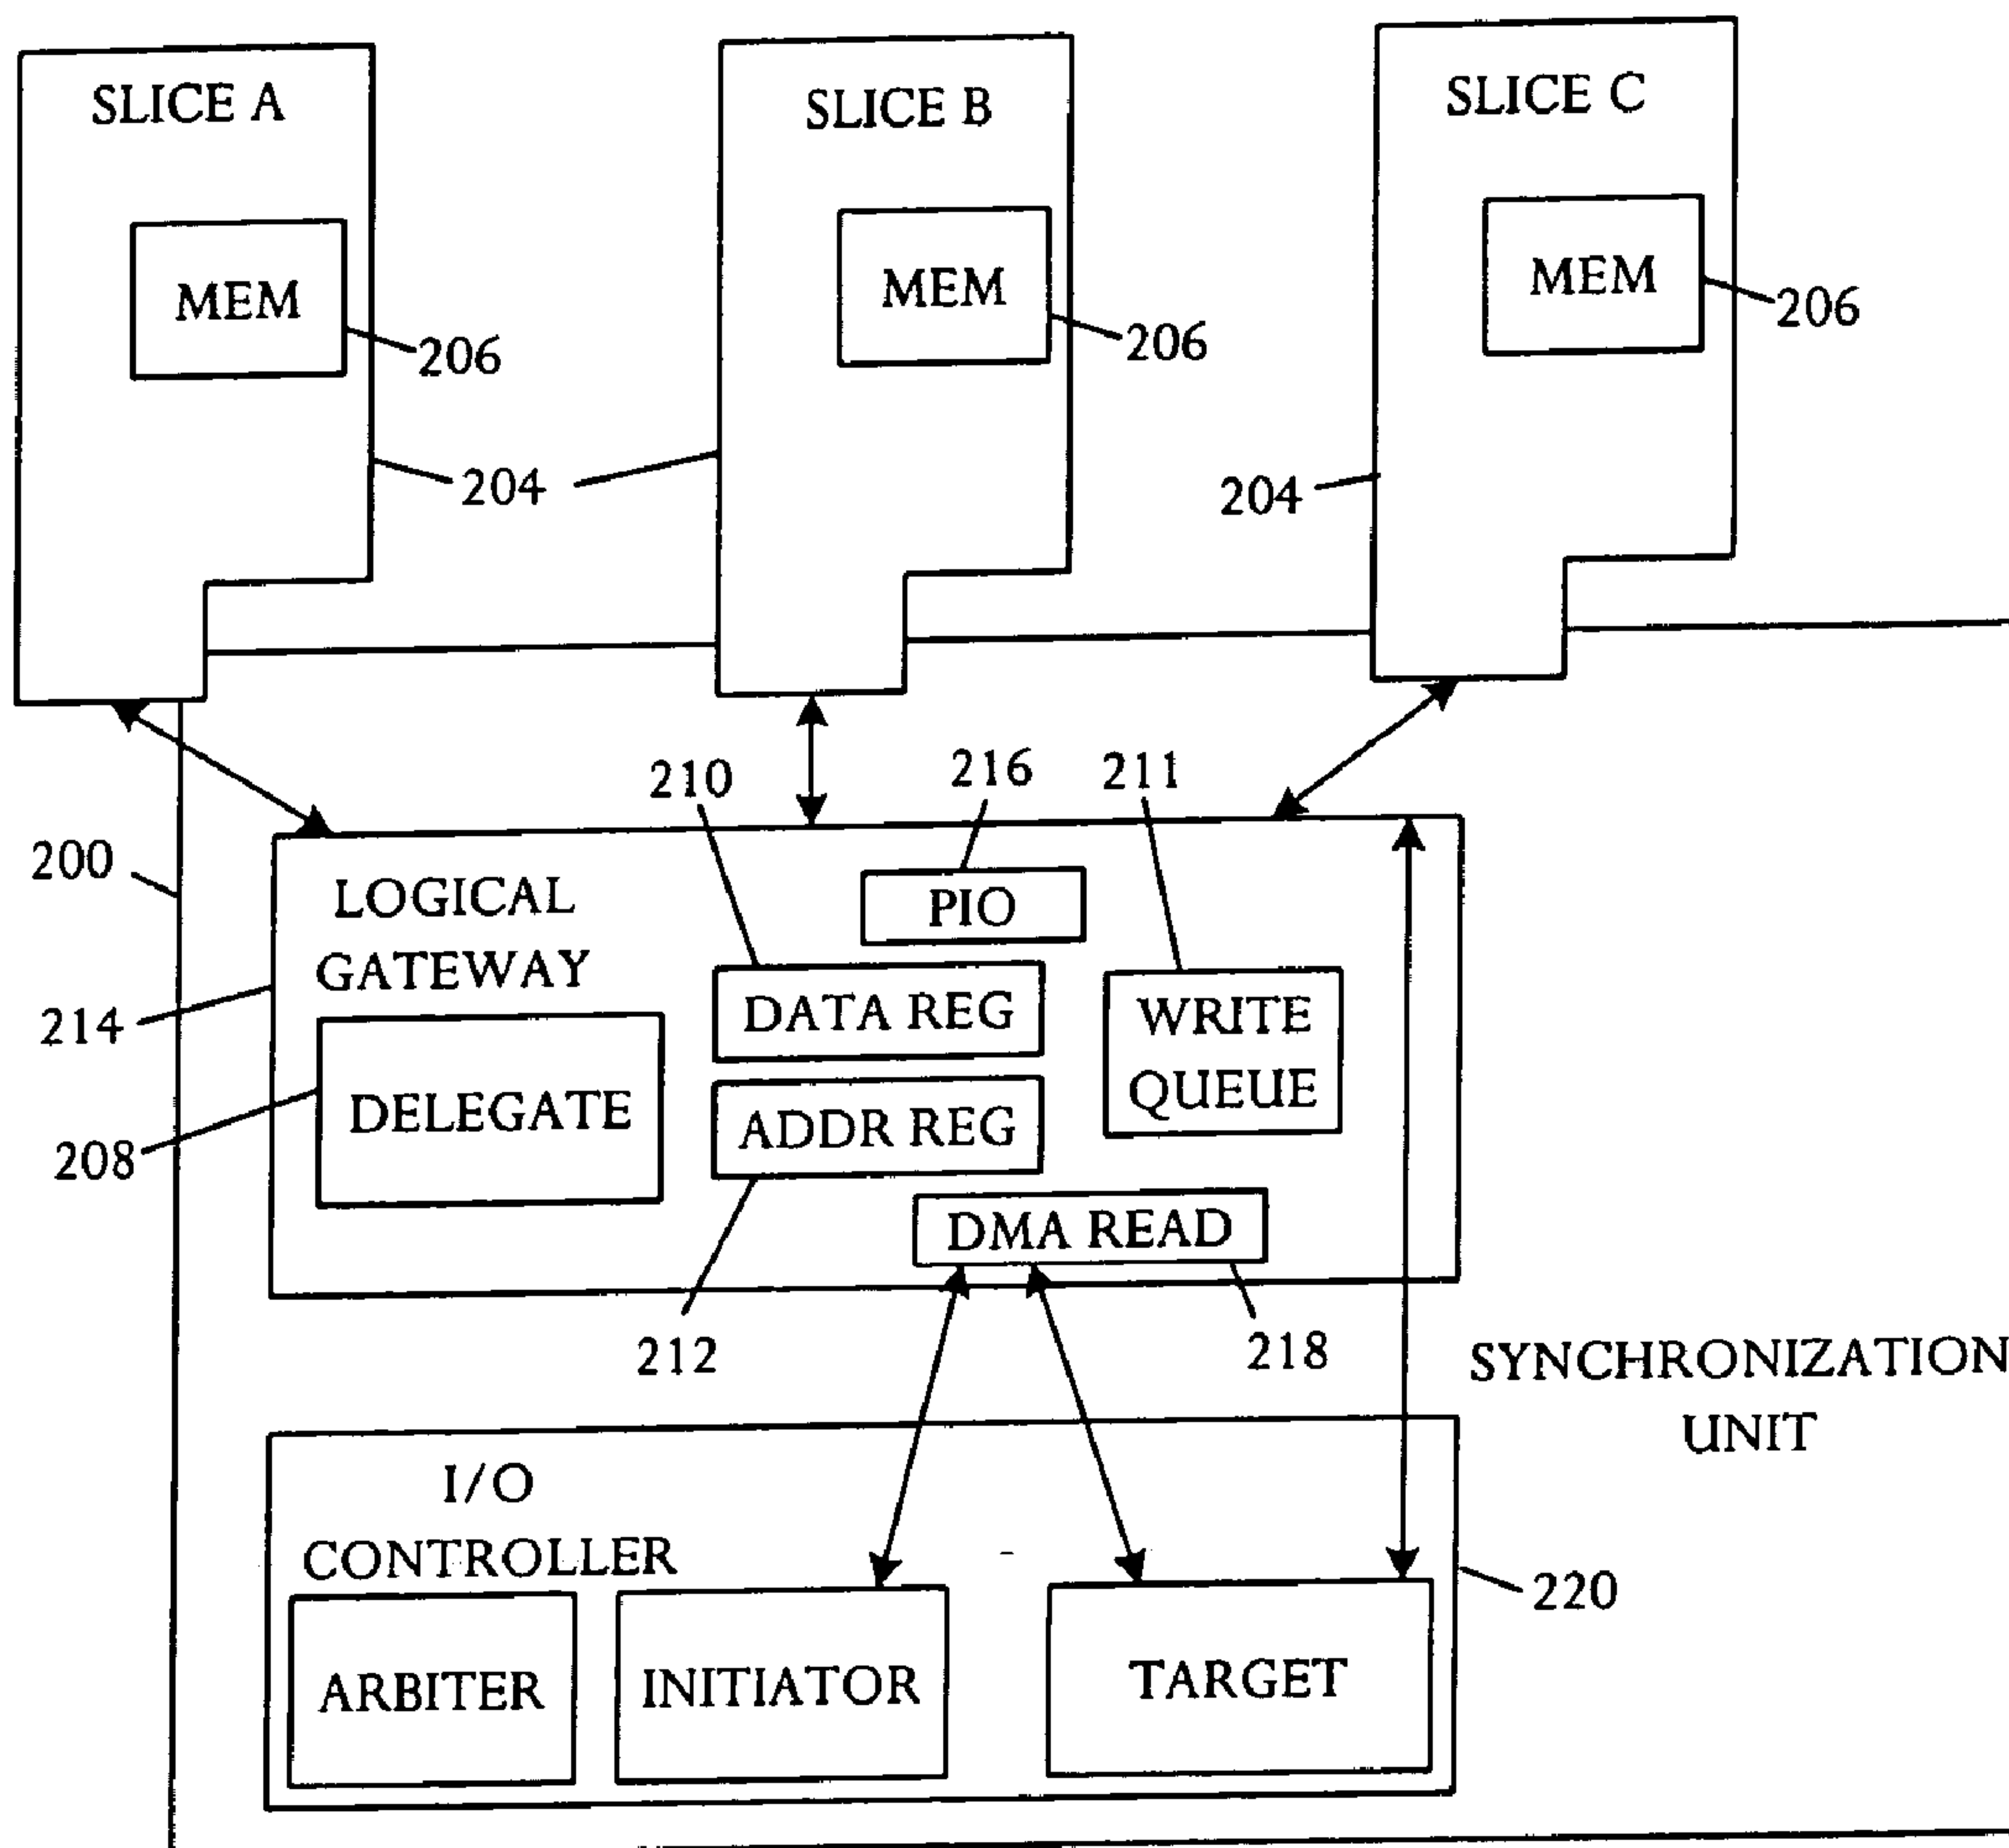 SLICE A
SLICE B
SLICE C
MEM
MEM
MEM
206
206
206
204
204
210
216
211
200
LOGICAL
GATEWAY
PIO
214
DATA REG
WRITE
QUEUE
DELEGATE
ADDR REG
208
DMA READ
212
218
SYNCHRONIZATION
UNIT
I/O
CONTROLLER
220
ARBITER
INITIATOR
TARGET